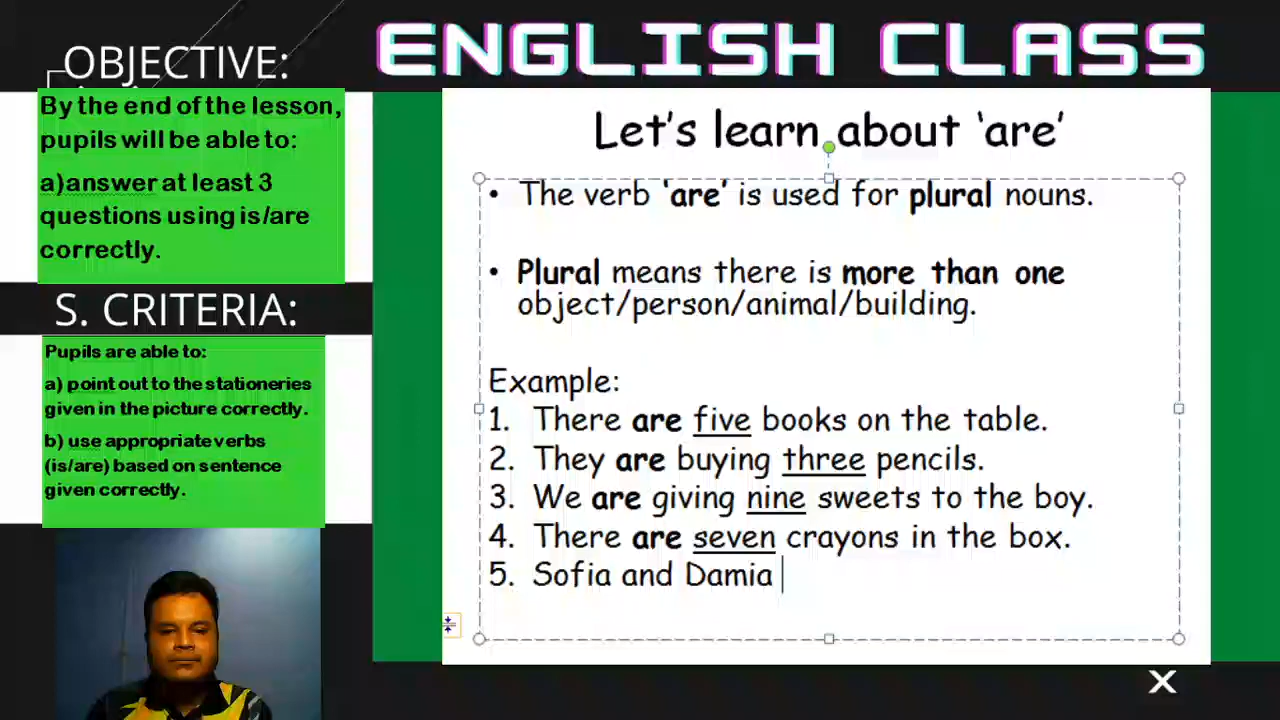 ENGLISH CLASS
OBJECTIVE:
By the end of the lesson,
pupils will be able to:
a)answer at least 3
questions using is/are
correctly.
S. CRITERIA:
Pupils are able to:
a) point out to the stationeries
given in the picture correctly.
b) use appropriate verbs
(is/are) based on sentence
given correctly.
Let's learn about 'are'
• The verb 'are' is used for plural nouns.
• Plural means there is more than one
object/person/animal/building.
Example:
1. There are five books on the table.
2. They are buying three pencils.
3. We are giving nine sweets to the boy.
4. There are seven crayons in the box.
5. Sofia and Damia
X